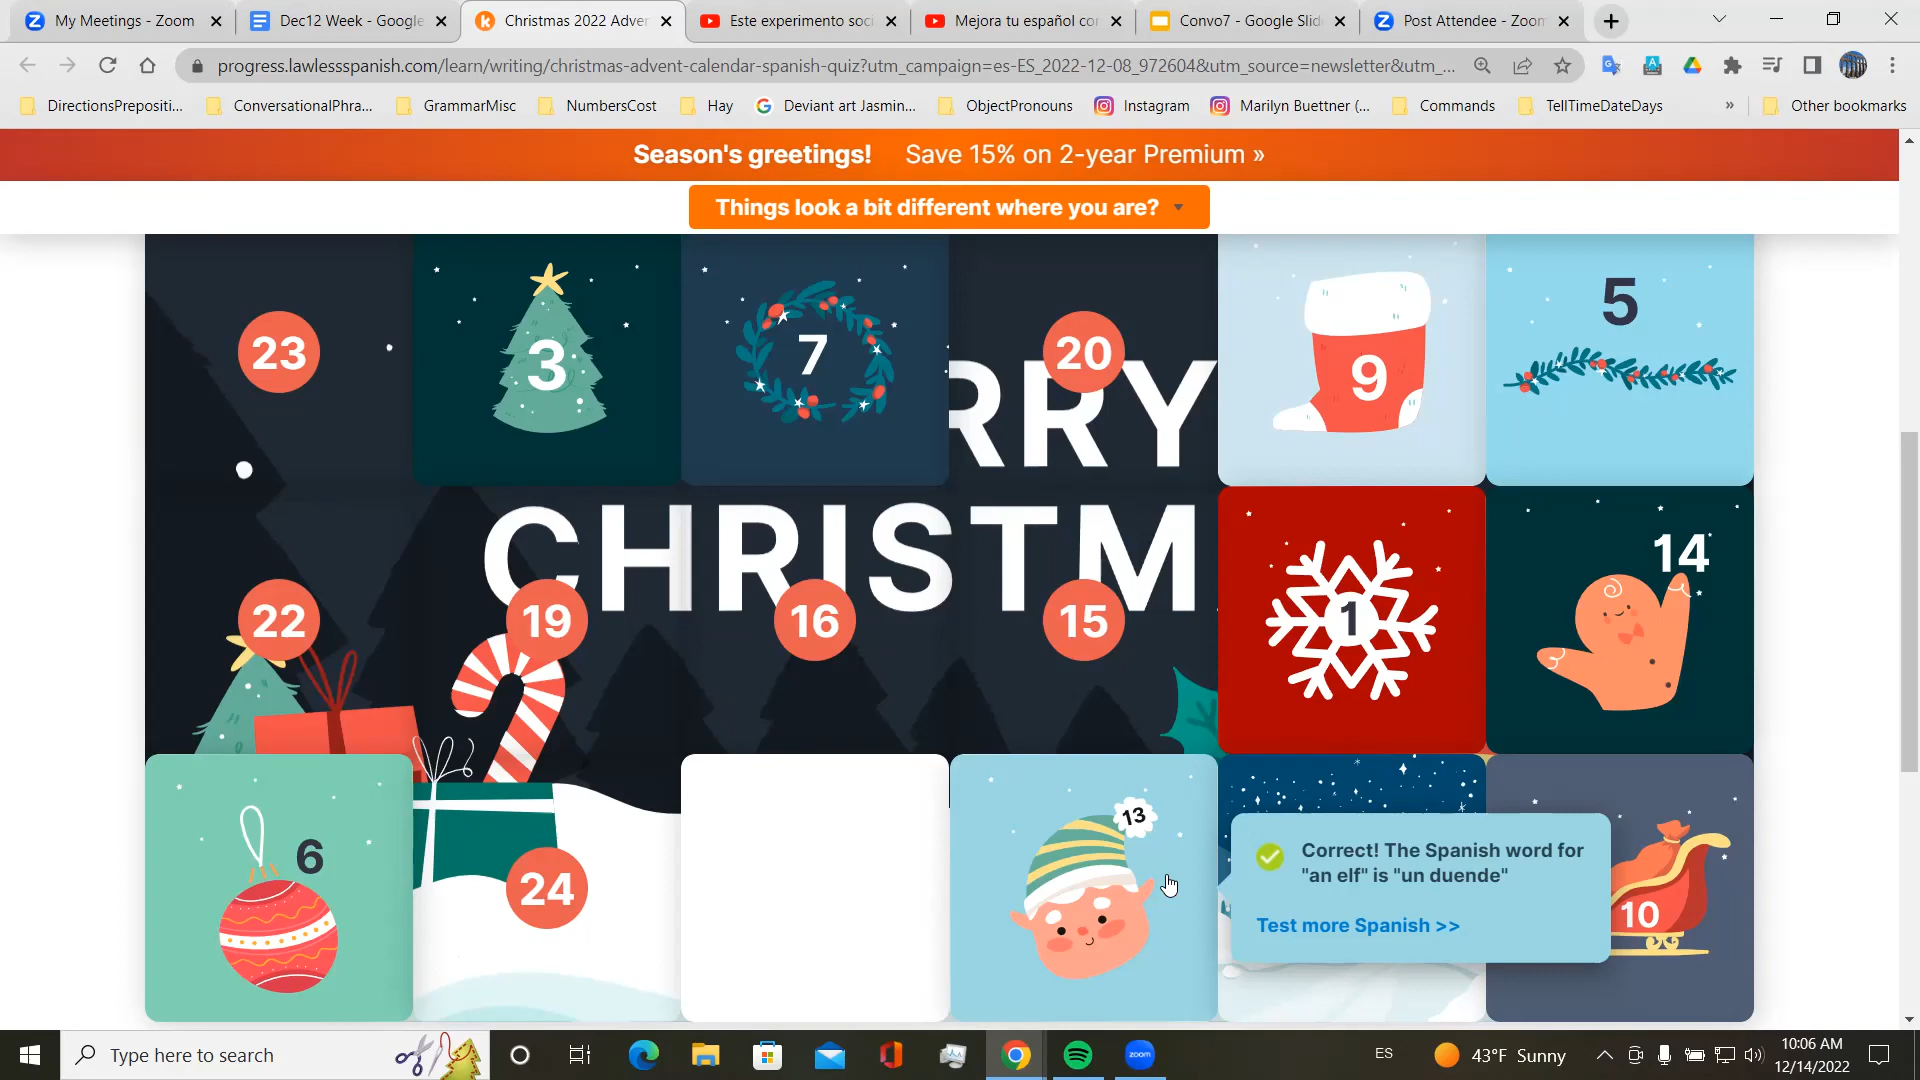 My Meetings - Zoom
Dec12 Week - Google
Christmas 2022 Adver
Este experimento soci
Mejora tu español co
Convo7 - Google Slid
Post Attendee - Zoom
progress.lawlessspanish.com/learn/writing/christmas-advent-calendar-spanish-quiz?utm_campaign=es-ES_2022-12-08_972604&utm_source=newsletter&utm_...
DirectionsPrepositi...
ConversationalPhra...
GrammarMisc
NumbersCost
Hay
Deviant art Jasmin...
ObjectPronouns
Instagram
Marilyn Buettner (...
Commands
TellTimeDateDays
»
Other bookmarks
Season's greetings! Save 15% on 2-year Premium »
Things look a bit different where you are?
23
3
7
20
9
5
RRY
CHRISTM
22
19
16
15
1
14
6
24
13
Correct! The Spanish word for
"an elf" is "un duende"
Test more Spanish >>
10
Type here to search
zoom
ES
43°F Sunny
10:06 AM
12/14/2022